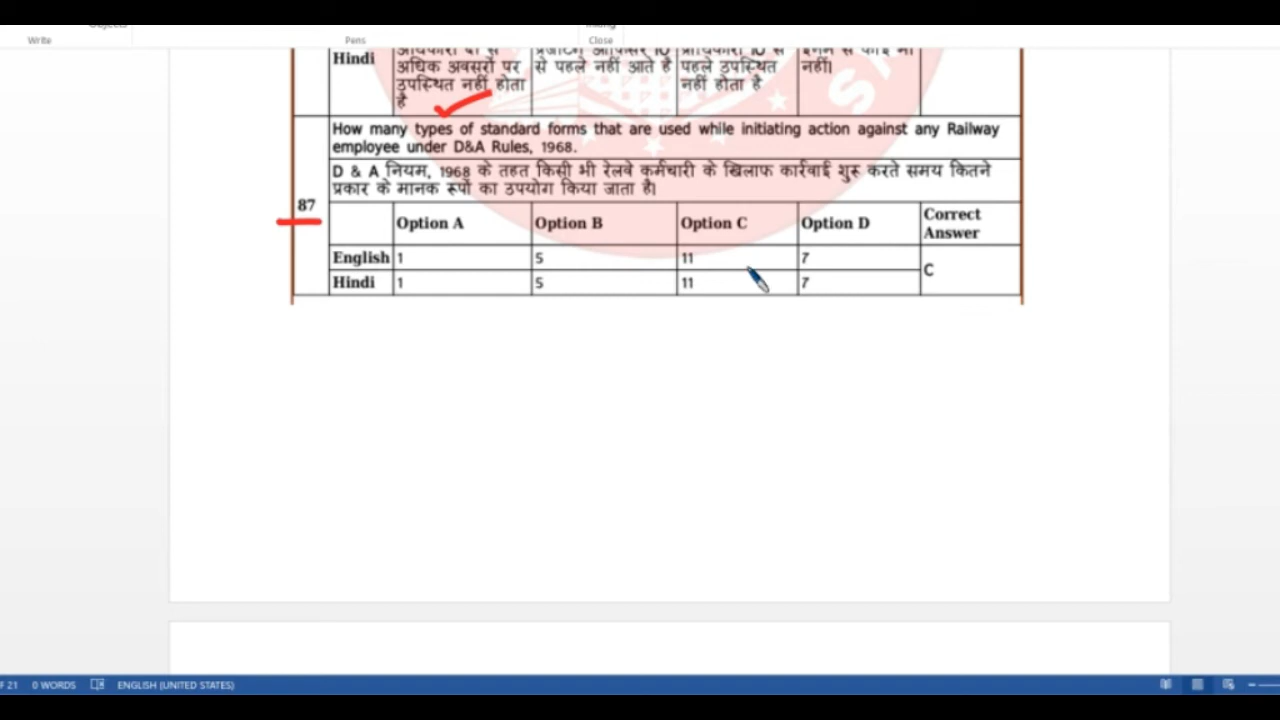 Write
Pens
Close
Hindi
अधिक अवसरों पर
उपस्थित नहीं होता
है
से पहले नहीं आते है
पहले उपस्थित
नहीं होता है
नहीं।
87
How many types of standard forms that are used while initiating action against any Railway
employee under D&A Rules, 1968.
D & A नियम, 1968 के तहत किसी भी रेलवे कर्मचारी के खिलाफ कार्रवाई शुरू करते समय कितने
प्रकार के मानक रूपों का उपयोग किया जाता है।
Option A Option B Option C Option D Correct
Answer
English 1 5 11 7
C
Hindi 1 5 11 7
F 21 0 WORDS ENGLISH (UNITED STATES)